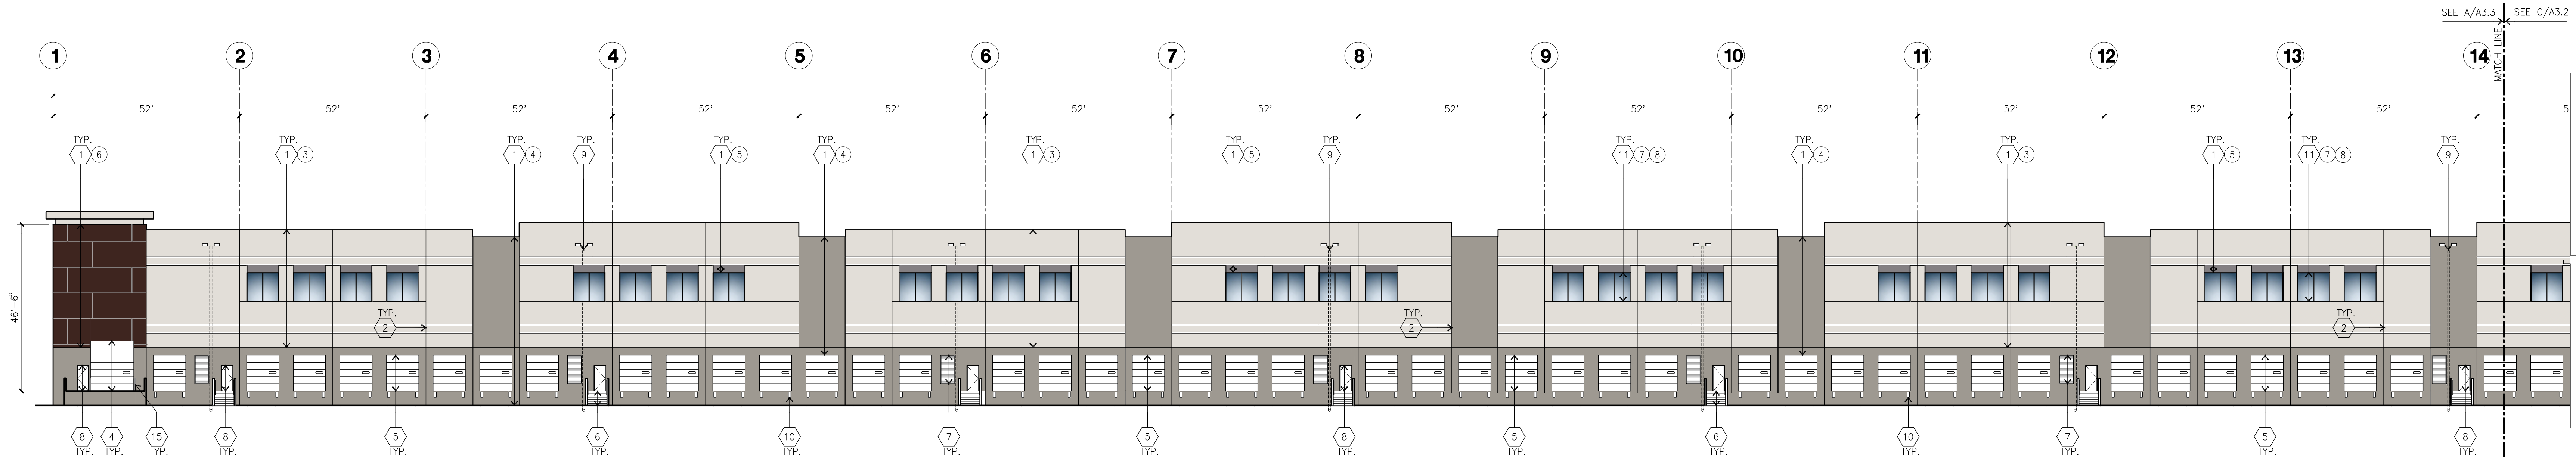 SEE A/A3.3 SEE C/A3.2
MATCH LINE
1 2 3 4 5 6 7 8 9 10 11 12 13 14
52' 52' 52' 52' 52' 52' 52' 52' 52' 52' 52' 52' 52'
TYP. TYP. TYP. TYP. TYP. TYP. TYP. TYP. TYP. TYP. TYP. TYP. TYP. TYP. TYP.
1 6 1 3 1 4 9 1 5 1 4 1 3 1 5 9 11 7 8 1 4 1 3 1 5 11 7 8 9
46'-6"
TYP. TYP. TYP.
2 2 2
8 4 15 8 5 6 10 7 5 8 5 6 10 7 5 8
TYP. TYP. TYP. TYP. TYP. TYP. TYP. TYP. TYP. TYP. TYP. TYP. TYP. TYP. TYP. TYP.